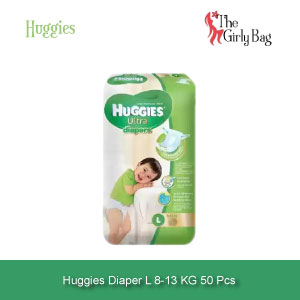 Huggies
The
Girly Bag
HUGGIES
Ultra
diapers
L
Huggies Diaper L 8-13 KG 50 Pcs